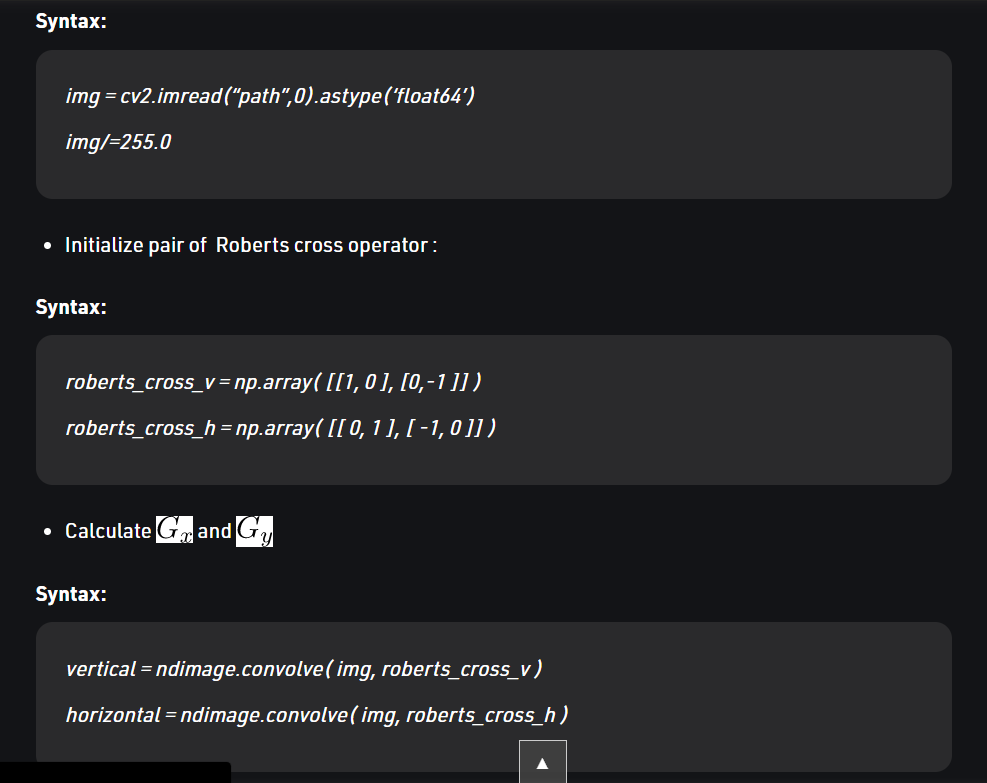 Syntax:
img = cv2.imread(“path”,0).astype(‘float64’)
img/=255.0
• Initialize pair of Roberts cross operator :
Syntax:
roberts_cross_v = np.array( [[1, 0 ], [0,-1 ]] )
roberts_cross_h = np.array( [[ 0, 1 ], [ -1, 0 ]] )
• Calculate G_x and G_y
Syntax:
vertical = ndimage.convolve( img, roberts_cross_v )
horizontal = ndimage.convolve( img, roberts_cross_h )